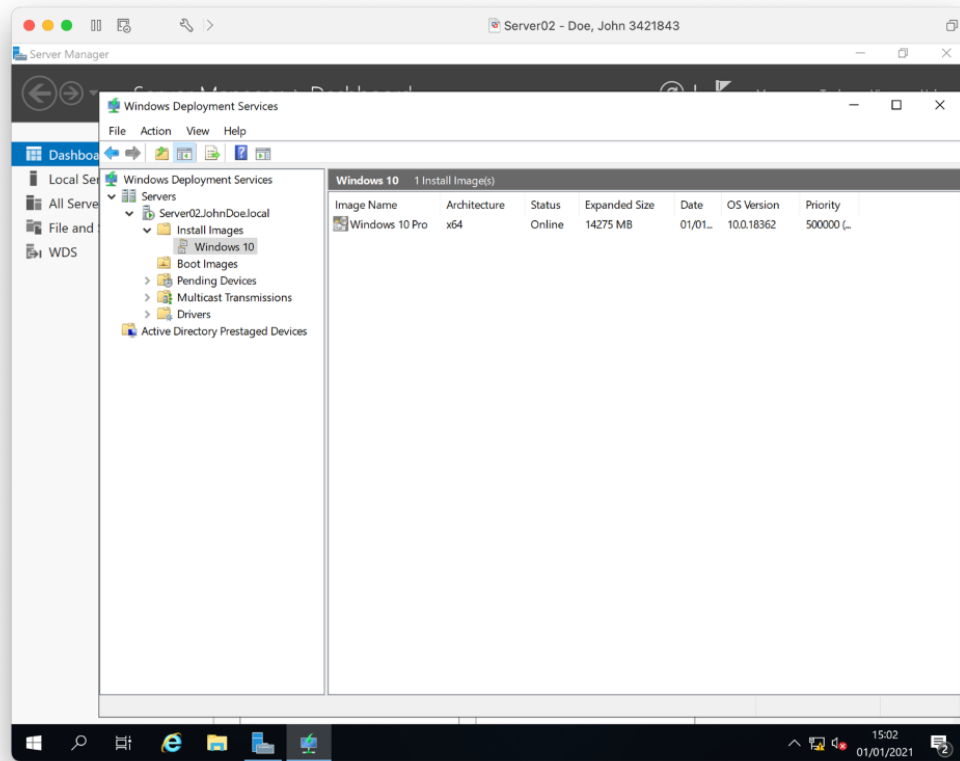 Server02 - Doe, John 3421843
Server Manager
Windows Deployment Services
File Action View Help
Dashboa
Local Ser
All Serve
File and
WDS
Windows Deployment Services
Servers
Server02.JohnDoe.local
Install Images
Windows 10
Boot Images
Pending Devices
Multicast Transmissions
Drivers
Active Directory Prestaged Devices
Windows 10 1 Install Image(s)
Image Name Architecture Status Expanded Size Date OS Version Priority
Windows 10 Pro x64 Online 14275 MB 01/01... 10.0.18362 500000 (...
15:02
01/01/2021
2